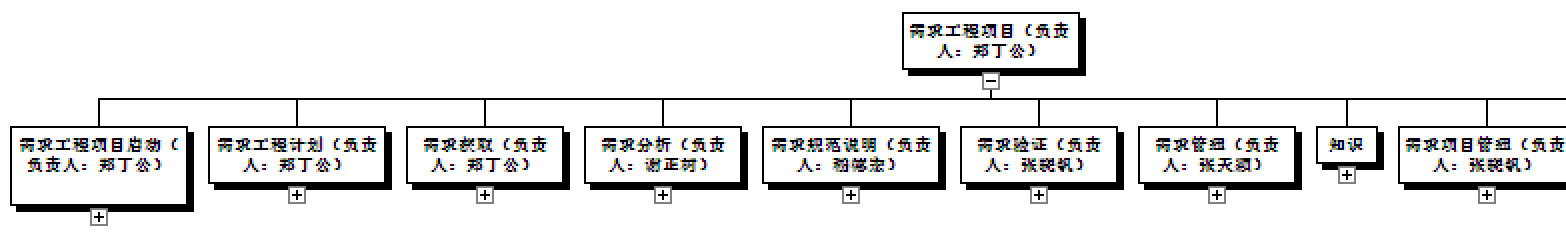 需求工程项目（负责
人：郑丁公）
需求工程项目启动（
负责人：郑丁公）
需求工程计划（负责
人：郑丁公）
需求获取（负责
人：郑丁公）
需求分析（负责
人：谢正树）
需求规范说明（负责
人：
需求验证（负责
人：张晓帆）
需求管理（负责
人：张天颖）
知识
需求项目管理（负责
人：张晓帆）